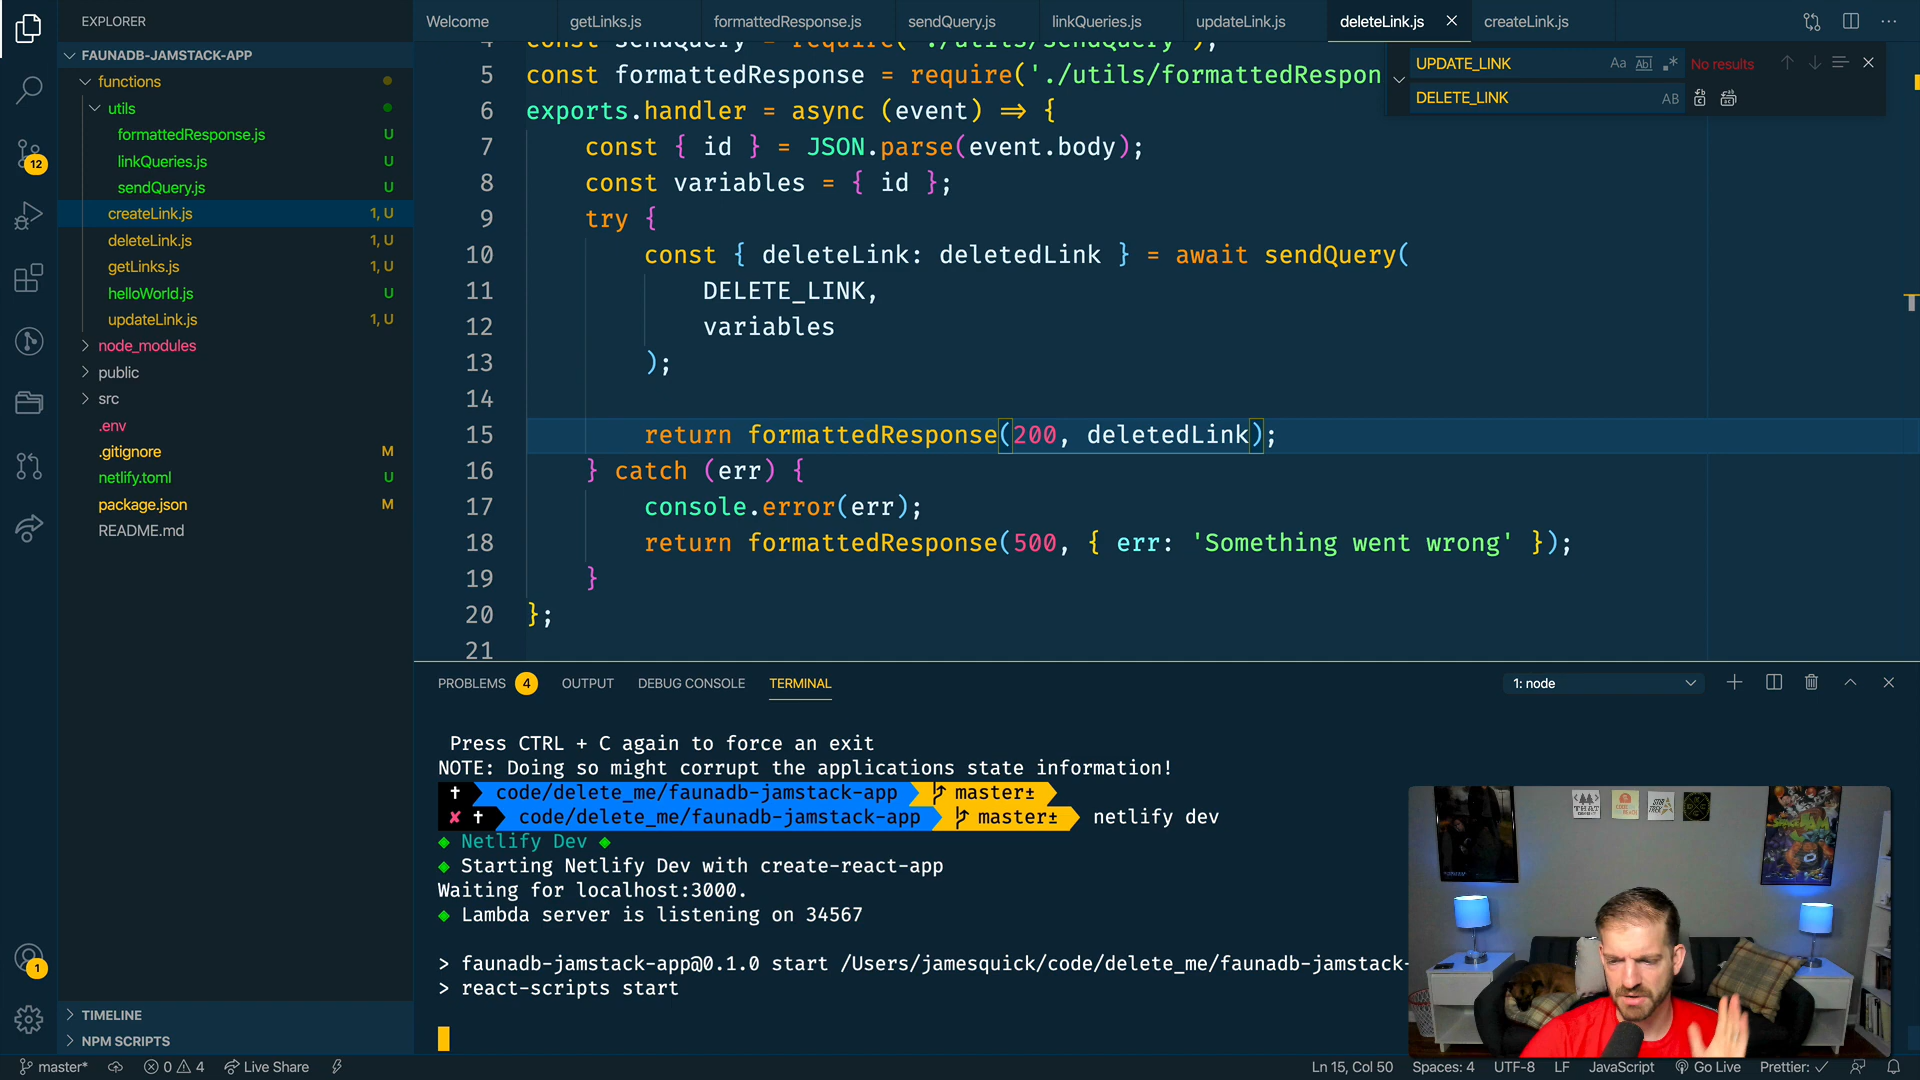 EXPLORER
FAUNADB-JAMSTACK-APP
functions
utils
formattedResponse.js U
linkQueries.js U
sendQuery.js U
createLink.js 1, U
deleteLink.js 1, U
getLinks.js 1, U
helloWorld.js U
updateLink.js 1, U
node_modules
public
src
.env
.gitignore M
netlify.toml U
package.json M
README.md
TIMELINE
NPM SCRIPTS
12
1
Welcome getLinks.js formattedResponse.js sendQuery.js linkQueries.js updateLink.js deleteLink.js createLink.js
UPDATE_LINK Aa Abl No results
DELETE_LINK AB
4 const sendQuery = require('./utils/sendQuery');
5 const formattedResponse = require('./utils/formattedRespon
6 exports.handler = async (event) => {
7 const { id } = JSON.parse(event.body);
8 const variables = { id };
9 try {
10 const { deleteLink: deletedLink } = await sendQuery(
11 DELETE_LINK,
12 variables
13 );
14
15 return formattedResponse(200, deletedLink);
16 } catch (err) {
17 console.error(err);
18 return formattedResponse(500, { err: 'Something went wrong' });
19 }
20 };
21
PROBLEMS 4 OUTPUT DEBUG CONSOLE TERMINAL 1: node
Press CTRL + C again to force an exit
NOTE: Doing so might corrupt the applications state information!
code/delete_me/faunadb-jamstack-app master±
✘ code/delete_me/faunadb-jamstack-app master± netlify dev
◆ Netlify Dev ◆
◆ Starting Netlify Dev with create-react-app
Waiting for localhost:3000.
◆ Lambda server is listening on 34567
> faunadb-jamstack-app@0.1.0 start /Users/jamesquick/code/delete_me/faunadb-jamstack-
> react-scripts start
master* 0 4 Live Share Ln 15, Col 50 Spaces: 4 UTF-8 LF JavaScript Go Live Prettier: ✓